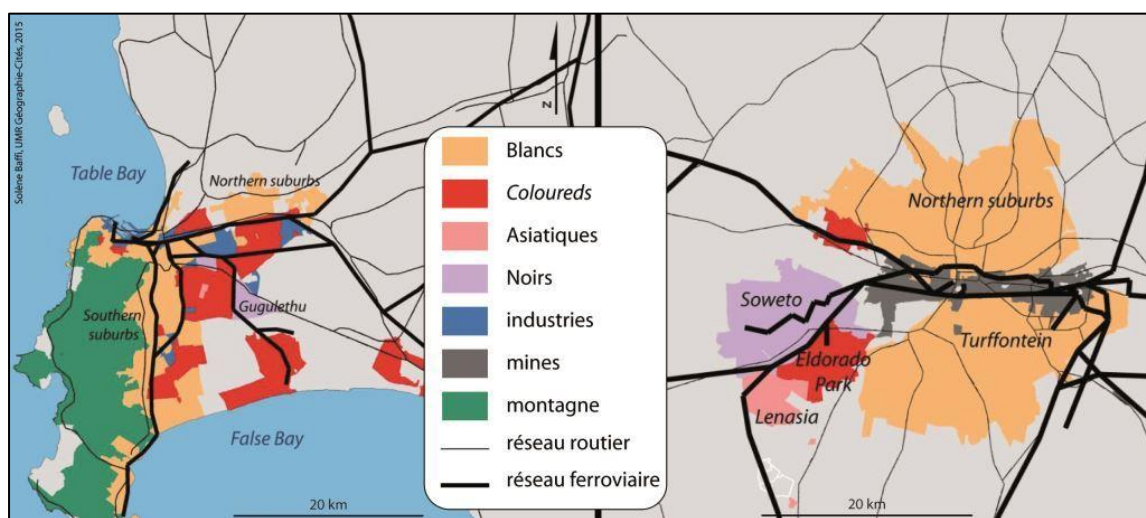 Solène Baffi, UMR Géographie-Cités, 2015
Table Bay
Northern suburbs
Southern suburbs
Gugulethu
False Bay
20 km
N
Blancs
Coloureds
Asiatiques
Noirs
industries
mines
montagne
réseau routier
réseau ferroviaire
Northern suburbs
Soweto
Turffontein
Eldorado
Park
Lenasia
20 km